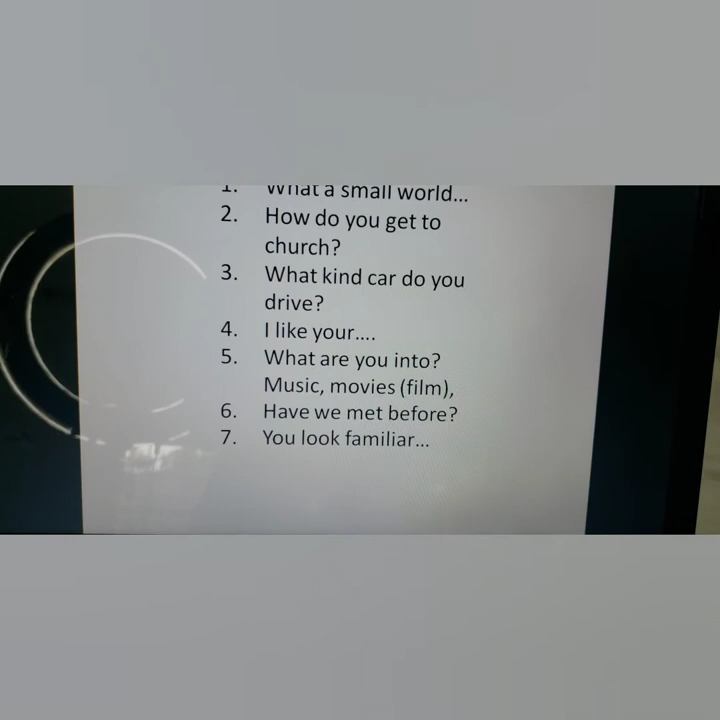 1. What a small world...
2. How do you get to
church?
3. What kind car do you
drive?
4. I like your....
5. What are you into?
Music, movies (film),
6. Have we met before?
7. You look familiar...